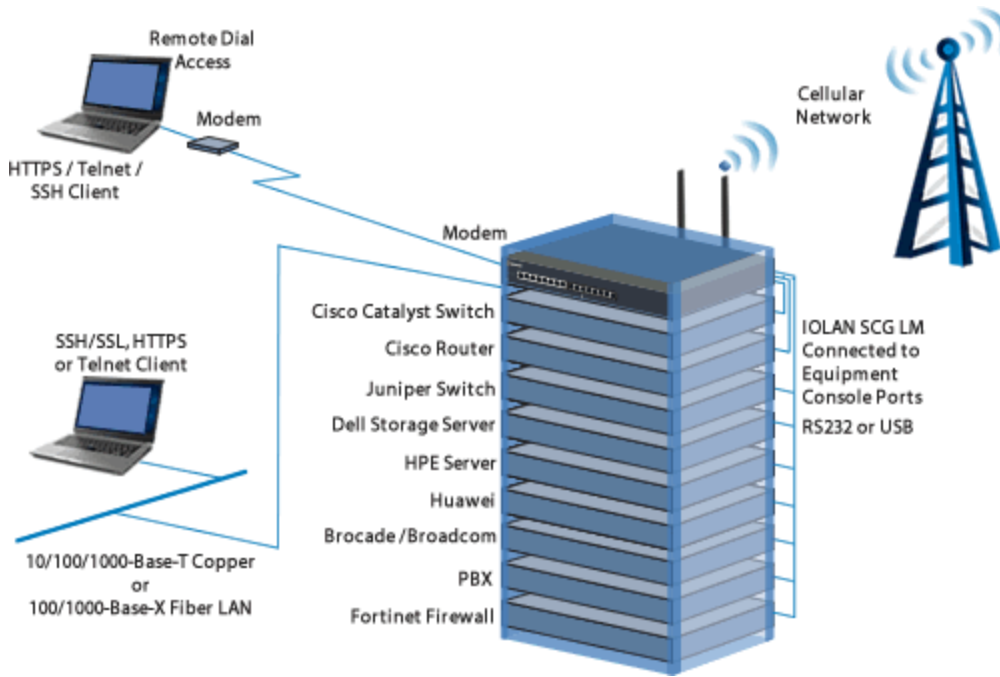 Remote Dial
Access
Modem
HTTPS / Telnet /
SSH Client
Cellular
Network
Modem
Cisco Catalyst Switch
Cisco Router
Juniper Switch
Dell Storage Server
HPE Server
Huawei
Brocade /Broadcom
PBX
Fortinet Firewall
IOLAN SCG LM
Connected to
Equipment
Console Ports
RS232 or USB
SSH/SSL, HTTPS
or Telnet Client
10/100/1000-Base-T Copper
or
100/1000-Base-X Fiber LAN